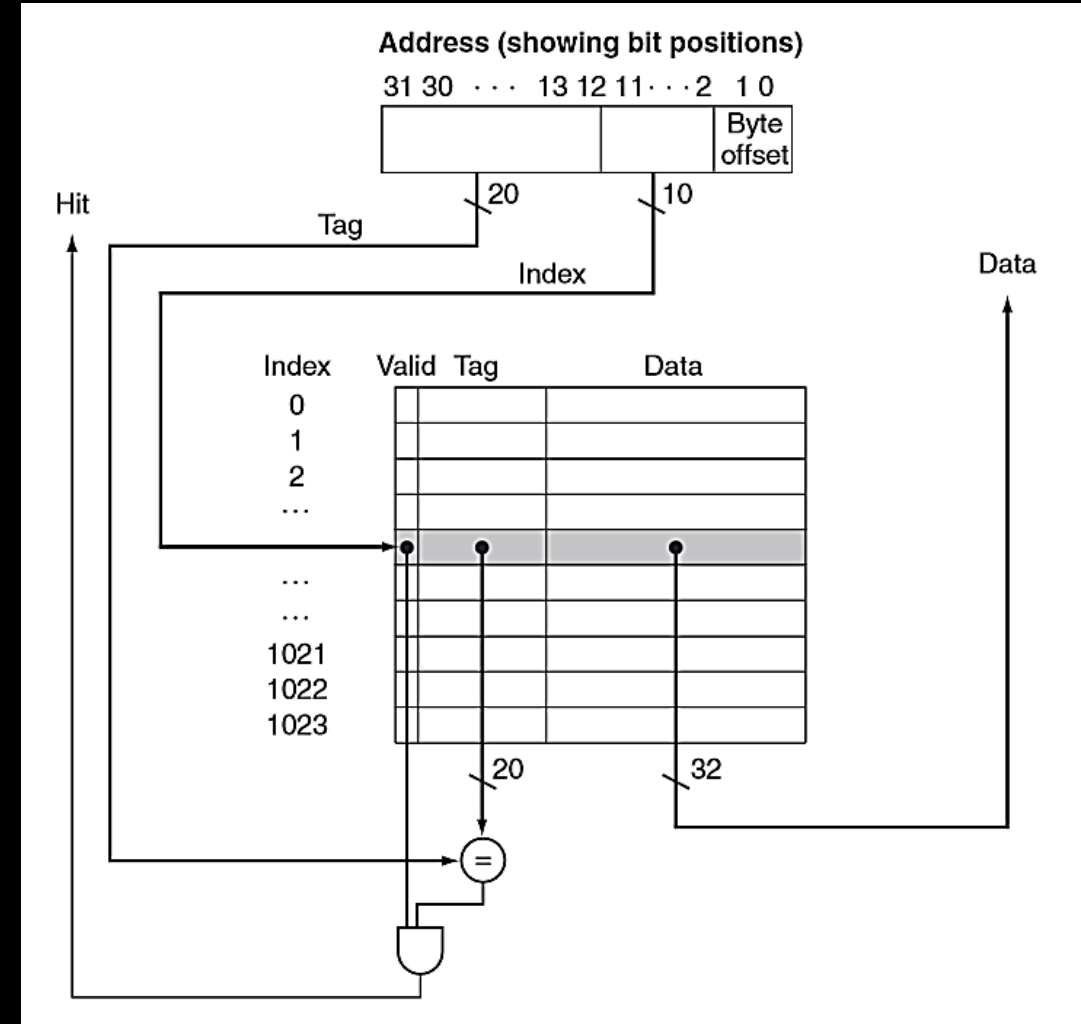 Address (showing bit positions)
31 30 ··· 13 12 11···2 1 0
Byte
offset
20
10
Hit
Tag
Index
Data
Index Valid Tag Data
0
1
2
...
...
...
1021
1022
1023
20
32
=